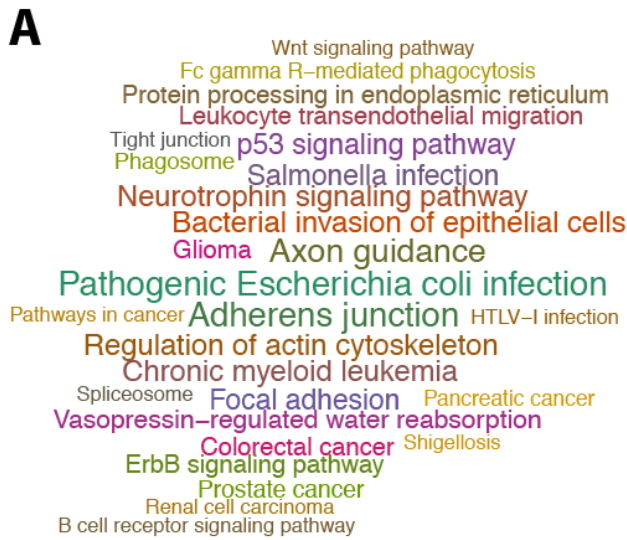 A
Wnt signaling pathway
Fc gamma R−mediated phagocytosis
Protein processing in endoplasmic reticulum
Leukocyte transendothelial migration
Tight junction p53 signaling pathway
Phagosome Salmonella infection
Neurotrophin signaling pathway
Bacterial invasion of epithelial cells
Glioma Axon guidance
Pathogenic Escherichia coli infection
Pathways in cancer Adherens junction HTLV−I infection
Regulation of actin cytoskeleton
Chronic myeloid leukemia
Spliceosome Focal adhesion Pancreatic cancer
Vasopressin−regulated water reabsorption
Colorectal cancer Shigellosis
ErbB signaling pathway
Prostate cancer
Renal cell carcinoma
B cell receptor signaling pathway